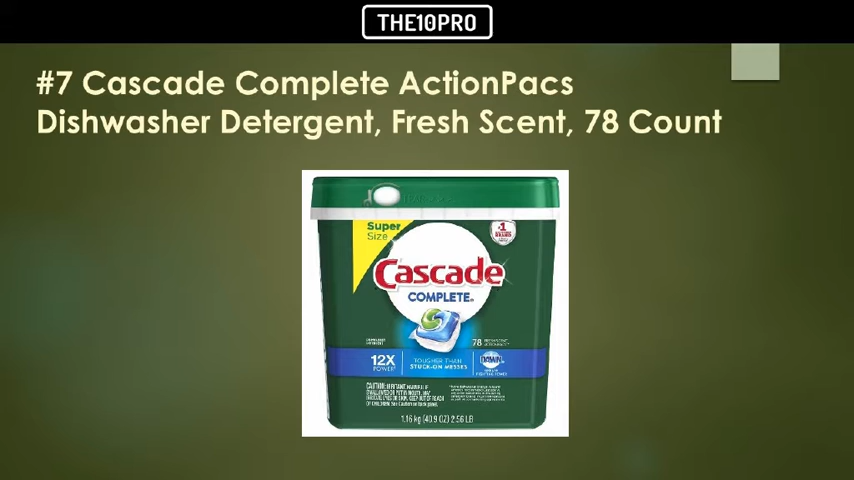 THE10PRO
#7 Cascade Complete ActionPacs
Dishwasher Detergent, Fresh Scent, 78 Count
Super
Size
#1
Cascade
COMPLETE
78
12X
POWER
TOUGHER THAN
STUCK-ON MESSES
DAWN
1.16 kg (40.9 OZ) 2.56 LB